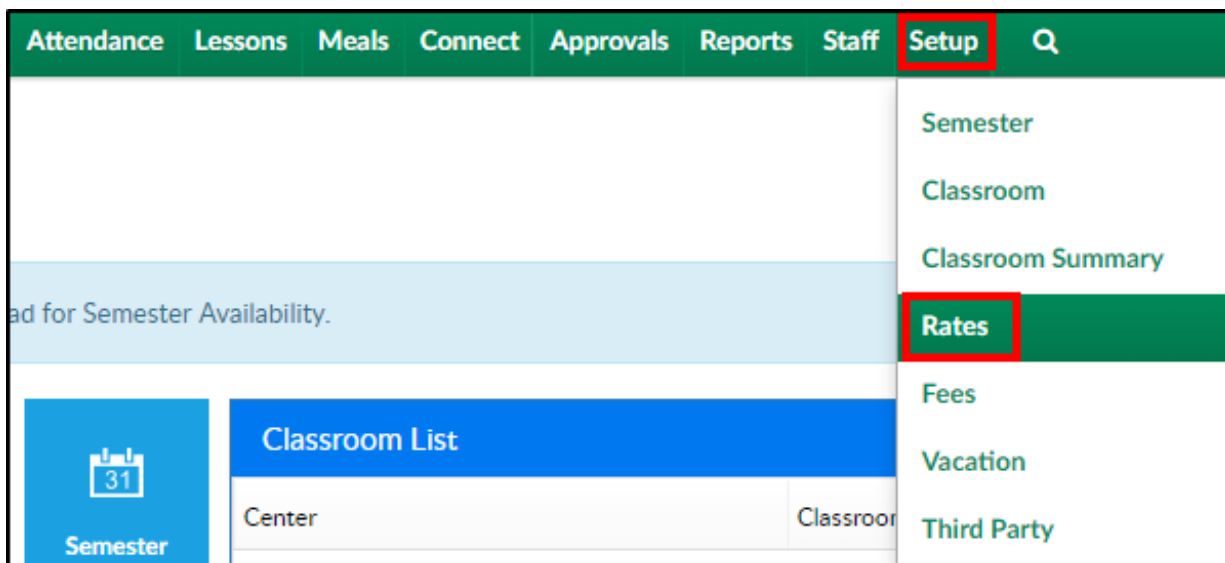 Attendance Lessons Meals Connect Approvals Reports Staff Setup
Semester
Classroom
Classroom Summary
ad for Semester Availability.
Rates
Fees
31
Semester
Classroom List
Vacation
Center Classroor
Third Party